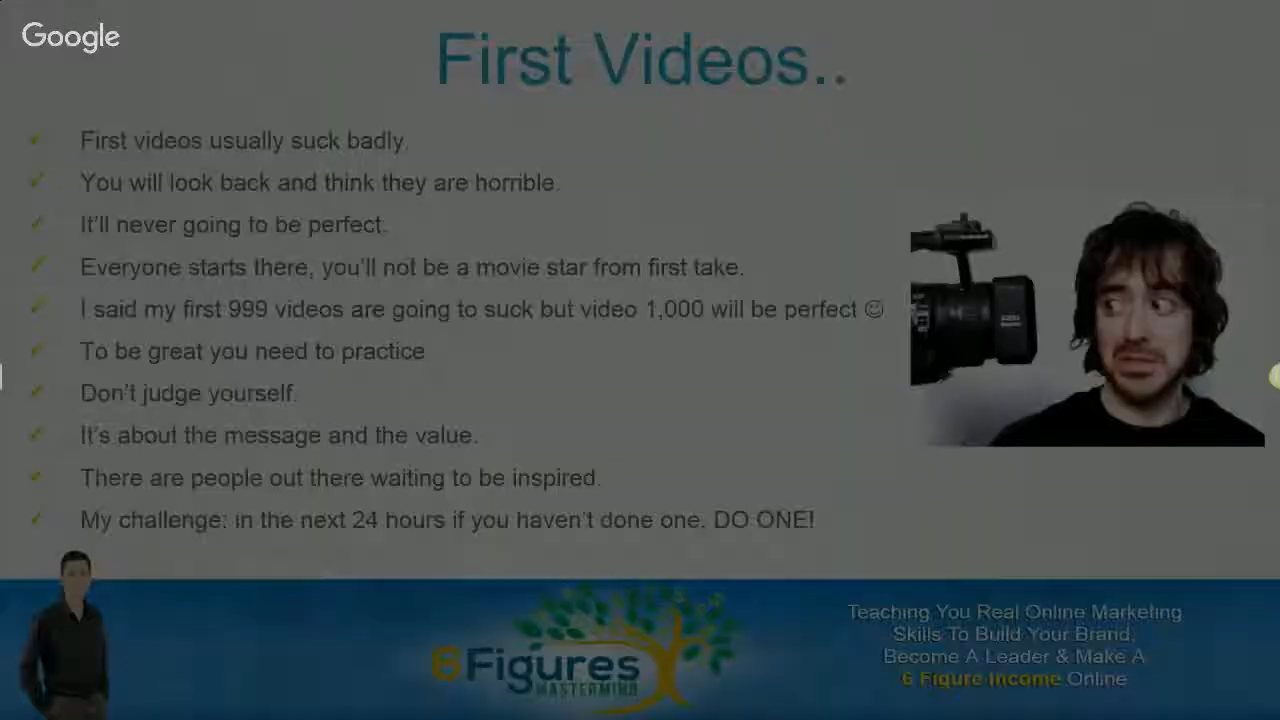 Google
First Videos..
First videos usually suck badly.
You will look back and think they are horrible.
It'll never going to be perfect.
Everyone starts there, you'll not be a movie star from first take.
I said my first 999 videos are going to suck but video 1,000 will be perfect ☺
To be great you need to practice
Don't judge yourself.
It's about the message and the value.
There are people out there waiting to be inspired.
My challenge: in the next 24 hours if you haven't done one. DO ONE!
6Figures
MASTERMIND
Teaching You Real Online Marketing
Skills To Build Your Brand,
Become A Leader & Make A
6 Figure Income Online